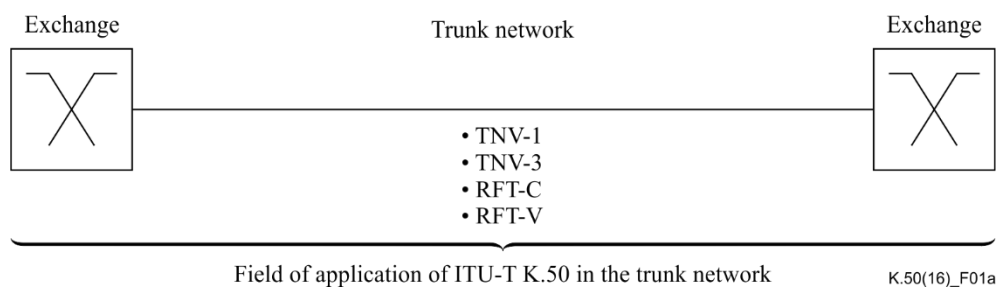 Exchange
Trunk network
Exchange
• TNV-1
• TNV-3
• RFT-C
• RFT-V
Field of application of ITU-T K.50 in the trunk network
K.50(16)_F01a